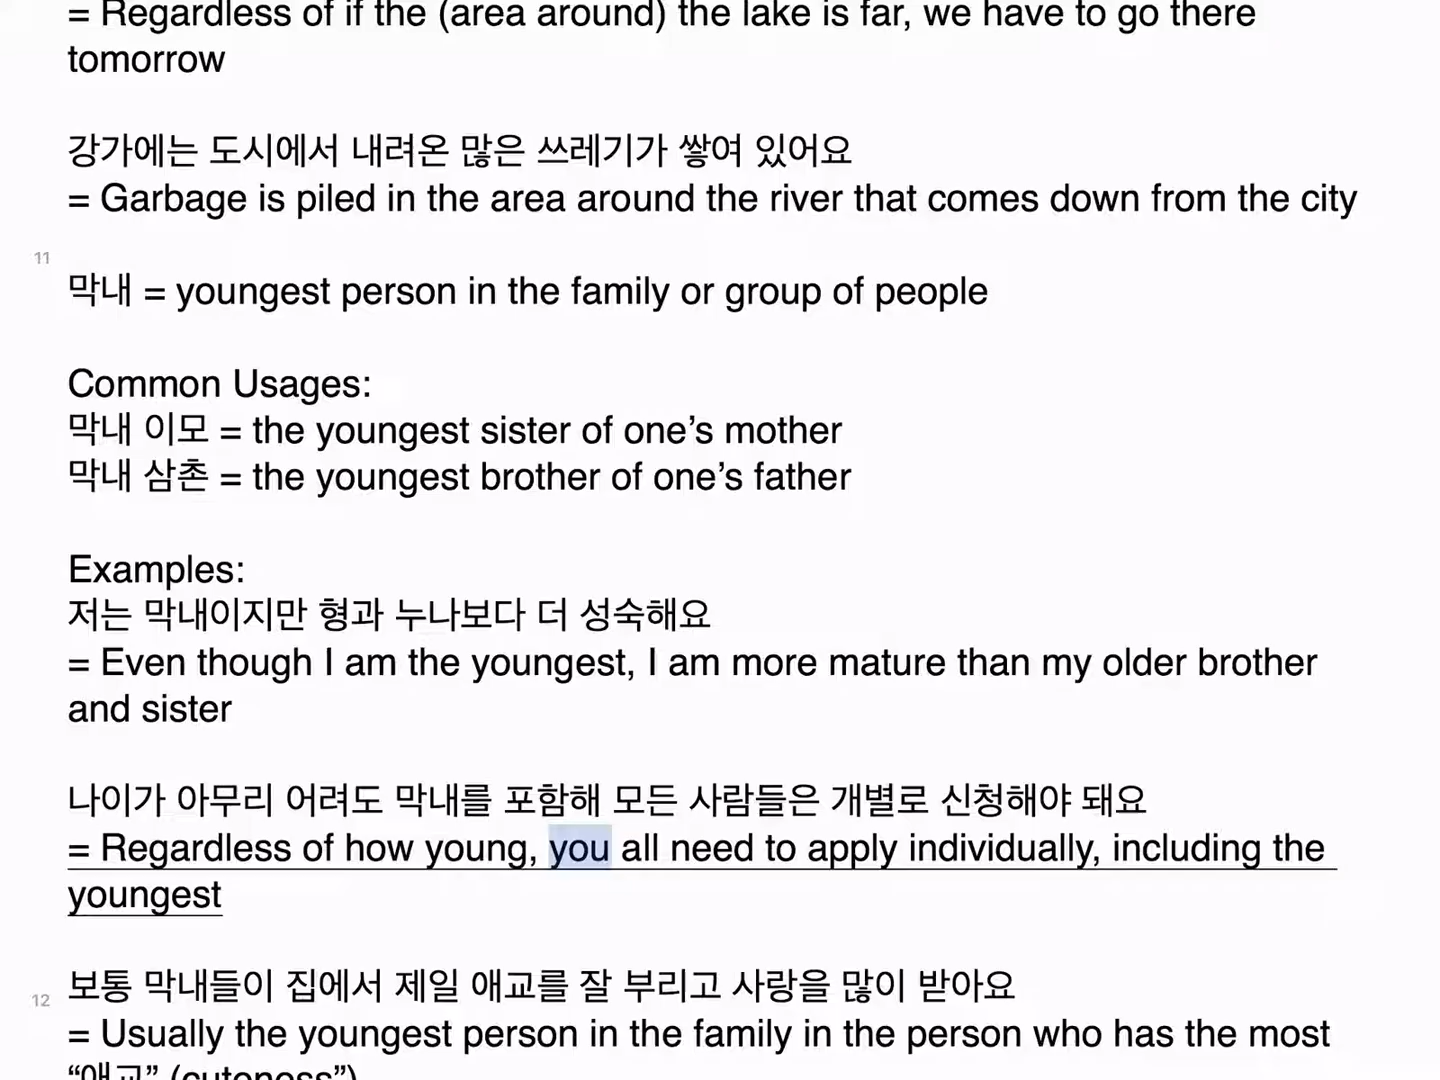 = Regardless of if the (area around) the lake is far, we have to go there
tomorrow
강가에는 도시에서 내려온 많은 쓰레기가 쌓여 있어요
= Garbage is piled in the area around the river that comes down from the city
11
막내 = youngest person in the family or group of people
Common Usages:
막내 이모 = the youngest sister of one’s mother
막내 삼촌 = the youngest brother of one’s father
Examples:
저는 막내이지만 형과 누나보다 더 성숙해요
= Even though I am the youngest, I am more mature than my older brother
and sister
나이가 아무리 어려도 막내를 포함해 모든 사람들은 개별로 신청해야 돼요
= Regardless of how young, you all need to apply individually, including the
youngest
보통 막내들이 집에서 제일 애교를 잘 부리고 사랑을 많이 받아요
12
= Usually the youngest person in the family in the person who has the most
“애교” (cuteness”)